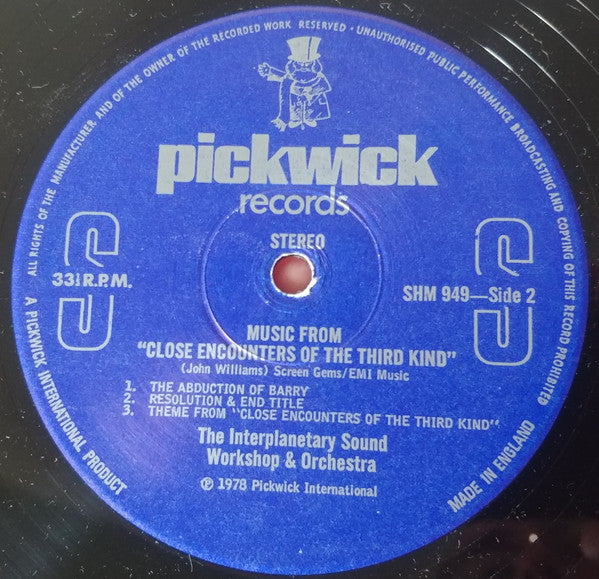 ALL RIGHTS OF THE MANUFACTURER, AND OF THE OWNER OF THE RECORDED WORK RESERVED · UNAUTHORISED PUBLIC PERFORMANCE BROADCASTING AND COPYING OF THIS RECORD PROHIBITED
pickwick
records
STEREO
S
33⅓ R.P.M.
S
SHM 949—Side 2
MUSIC FROM
"CLOSE ENCOUNTERS OF THE THIRD KIND"
(John Williams) Screen Gems/EMI Music
1. THE ABDUCTION OF BARRY
2. RESOLUTION & END TITLE
3. THEME FROM "CLOSE ENCOUNTERS OF THE THIRD KIND"
The Interplanetary Sound
Workshop & Orchestra
℗ 1978 Pickwick International
A PICKWICK INTERNATIONAL PRODUCT
MADE IN ENGLAND